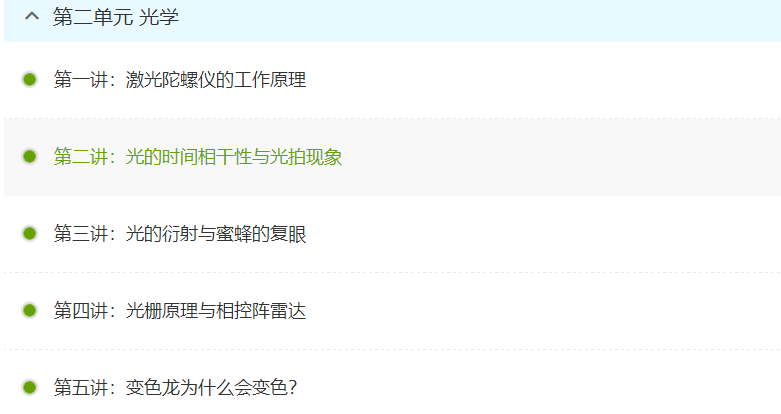 第二单元 光学
第一讲：激光陀螺仪的工作原理
第二讲：光的时间相干性与光拍现象
第三讲：光的衍射与蜜蜂的复眼
第四讲：光栅原理与相控阵雷达
第五讲：变色龙为什么会变色？